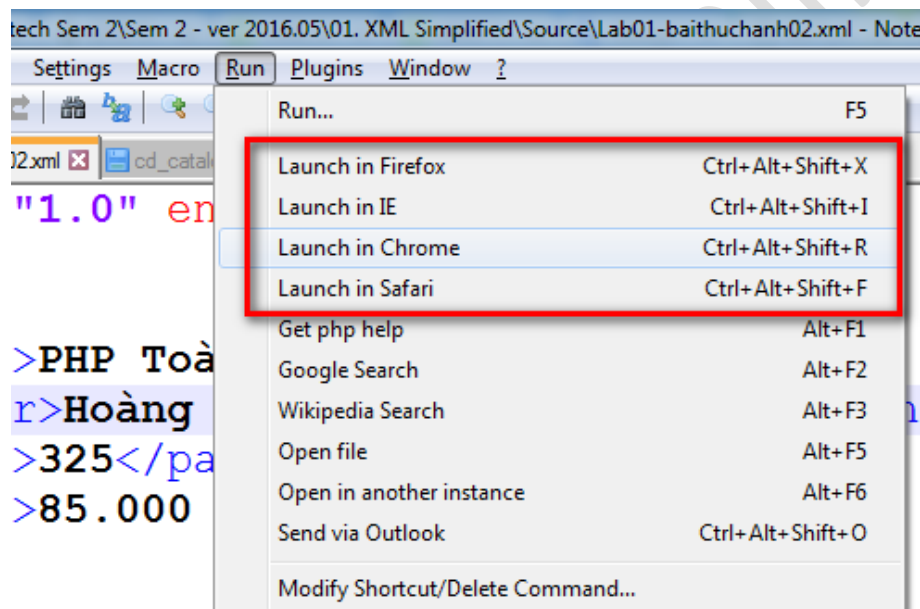 tech Sem 2\Sem 2 - ver 2016.05\01. XML Simplified\Source\Lab01-baithuchanh02.xml - Note
Settings Macro Run Plugins Window ?
Run... F5
02.xml cd_catal
Launch in Firefox Ctrl+Alt+Shift+X
"1.0" en
Launch in IE Ctrl+Alt+Shift+I
Launch in Chrome Ctrl+Alt+Shift+R
Launch in Safari Ctrl+Alt+Shift+F
Get php help Alt+F1
>PHP Toà
Google Search Alt+F2
r>Hoàng
Wikipedia Search Alt+F3
>325</pa
Open file Alt+F5
Open in another instance Alt+F6
>85.000
Send via Outlook Ctrl+Alt+Shift+O
Modify Shortcut/Delete Command...